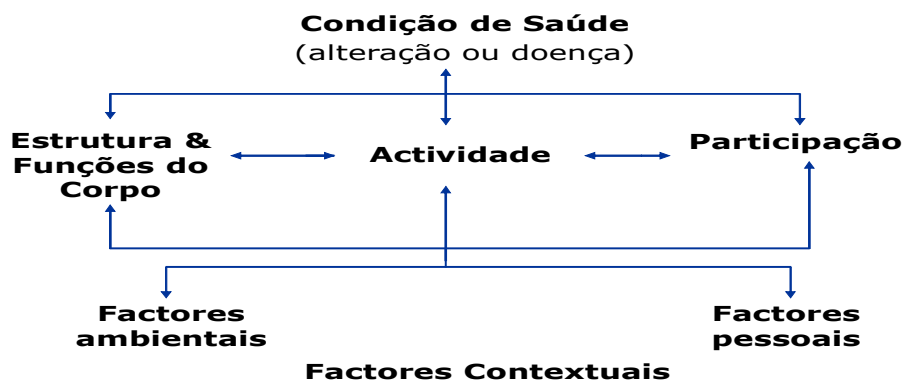 Condição de Saúde
(alteração ou doença)
Estrutura &
Funções do
Corpo
Actividade
Participação
Factores
ambientais
Factores
pessoais
Factores Contextuais